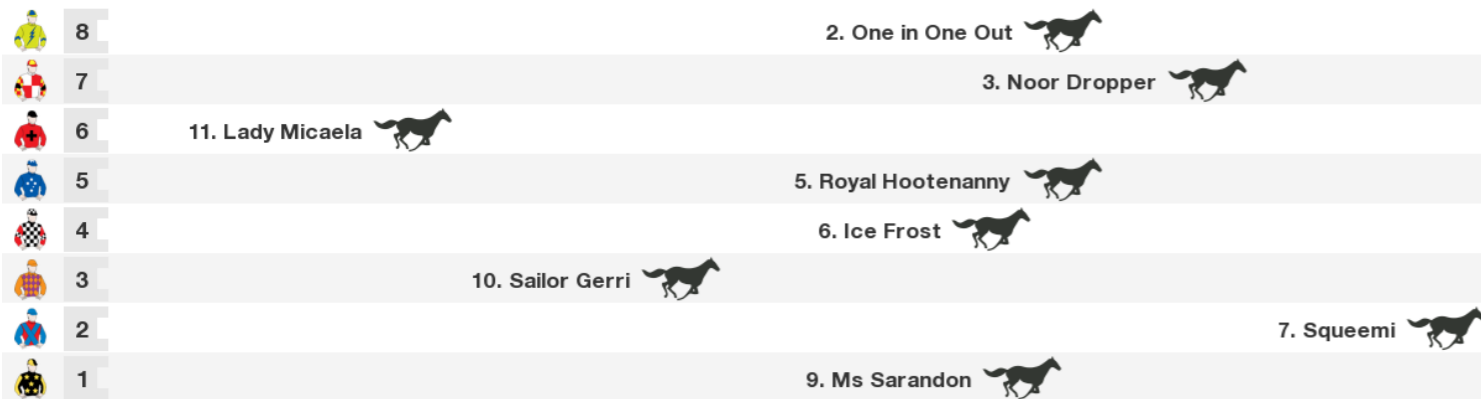 8 2. One in One Out
7 3. Noor Dropper
6 11. Lady Micaela
5 5. Royal Hootenanny
4 6. Ice Frost
3 10. Sailor Gerri
2 7. Squeemi
1 9. Ms Sarandon